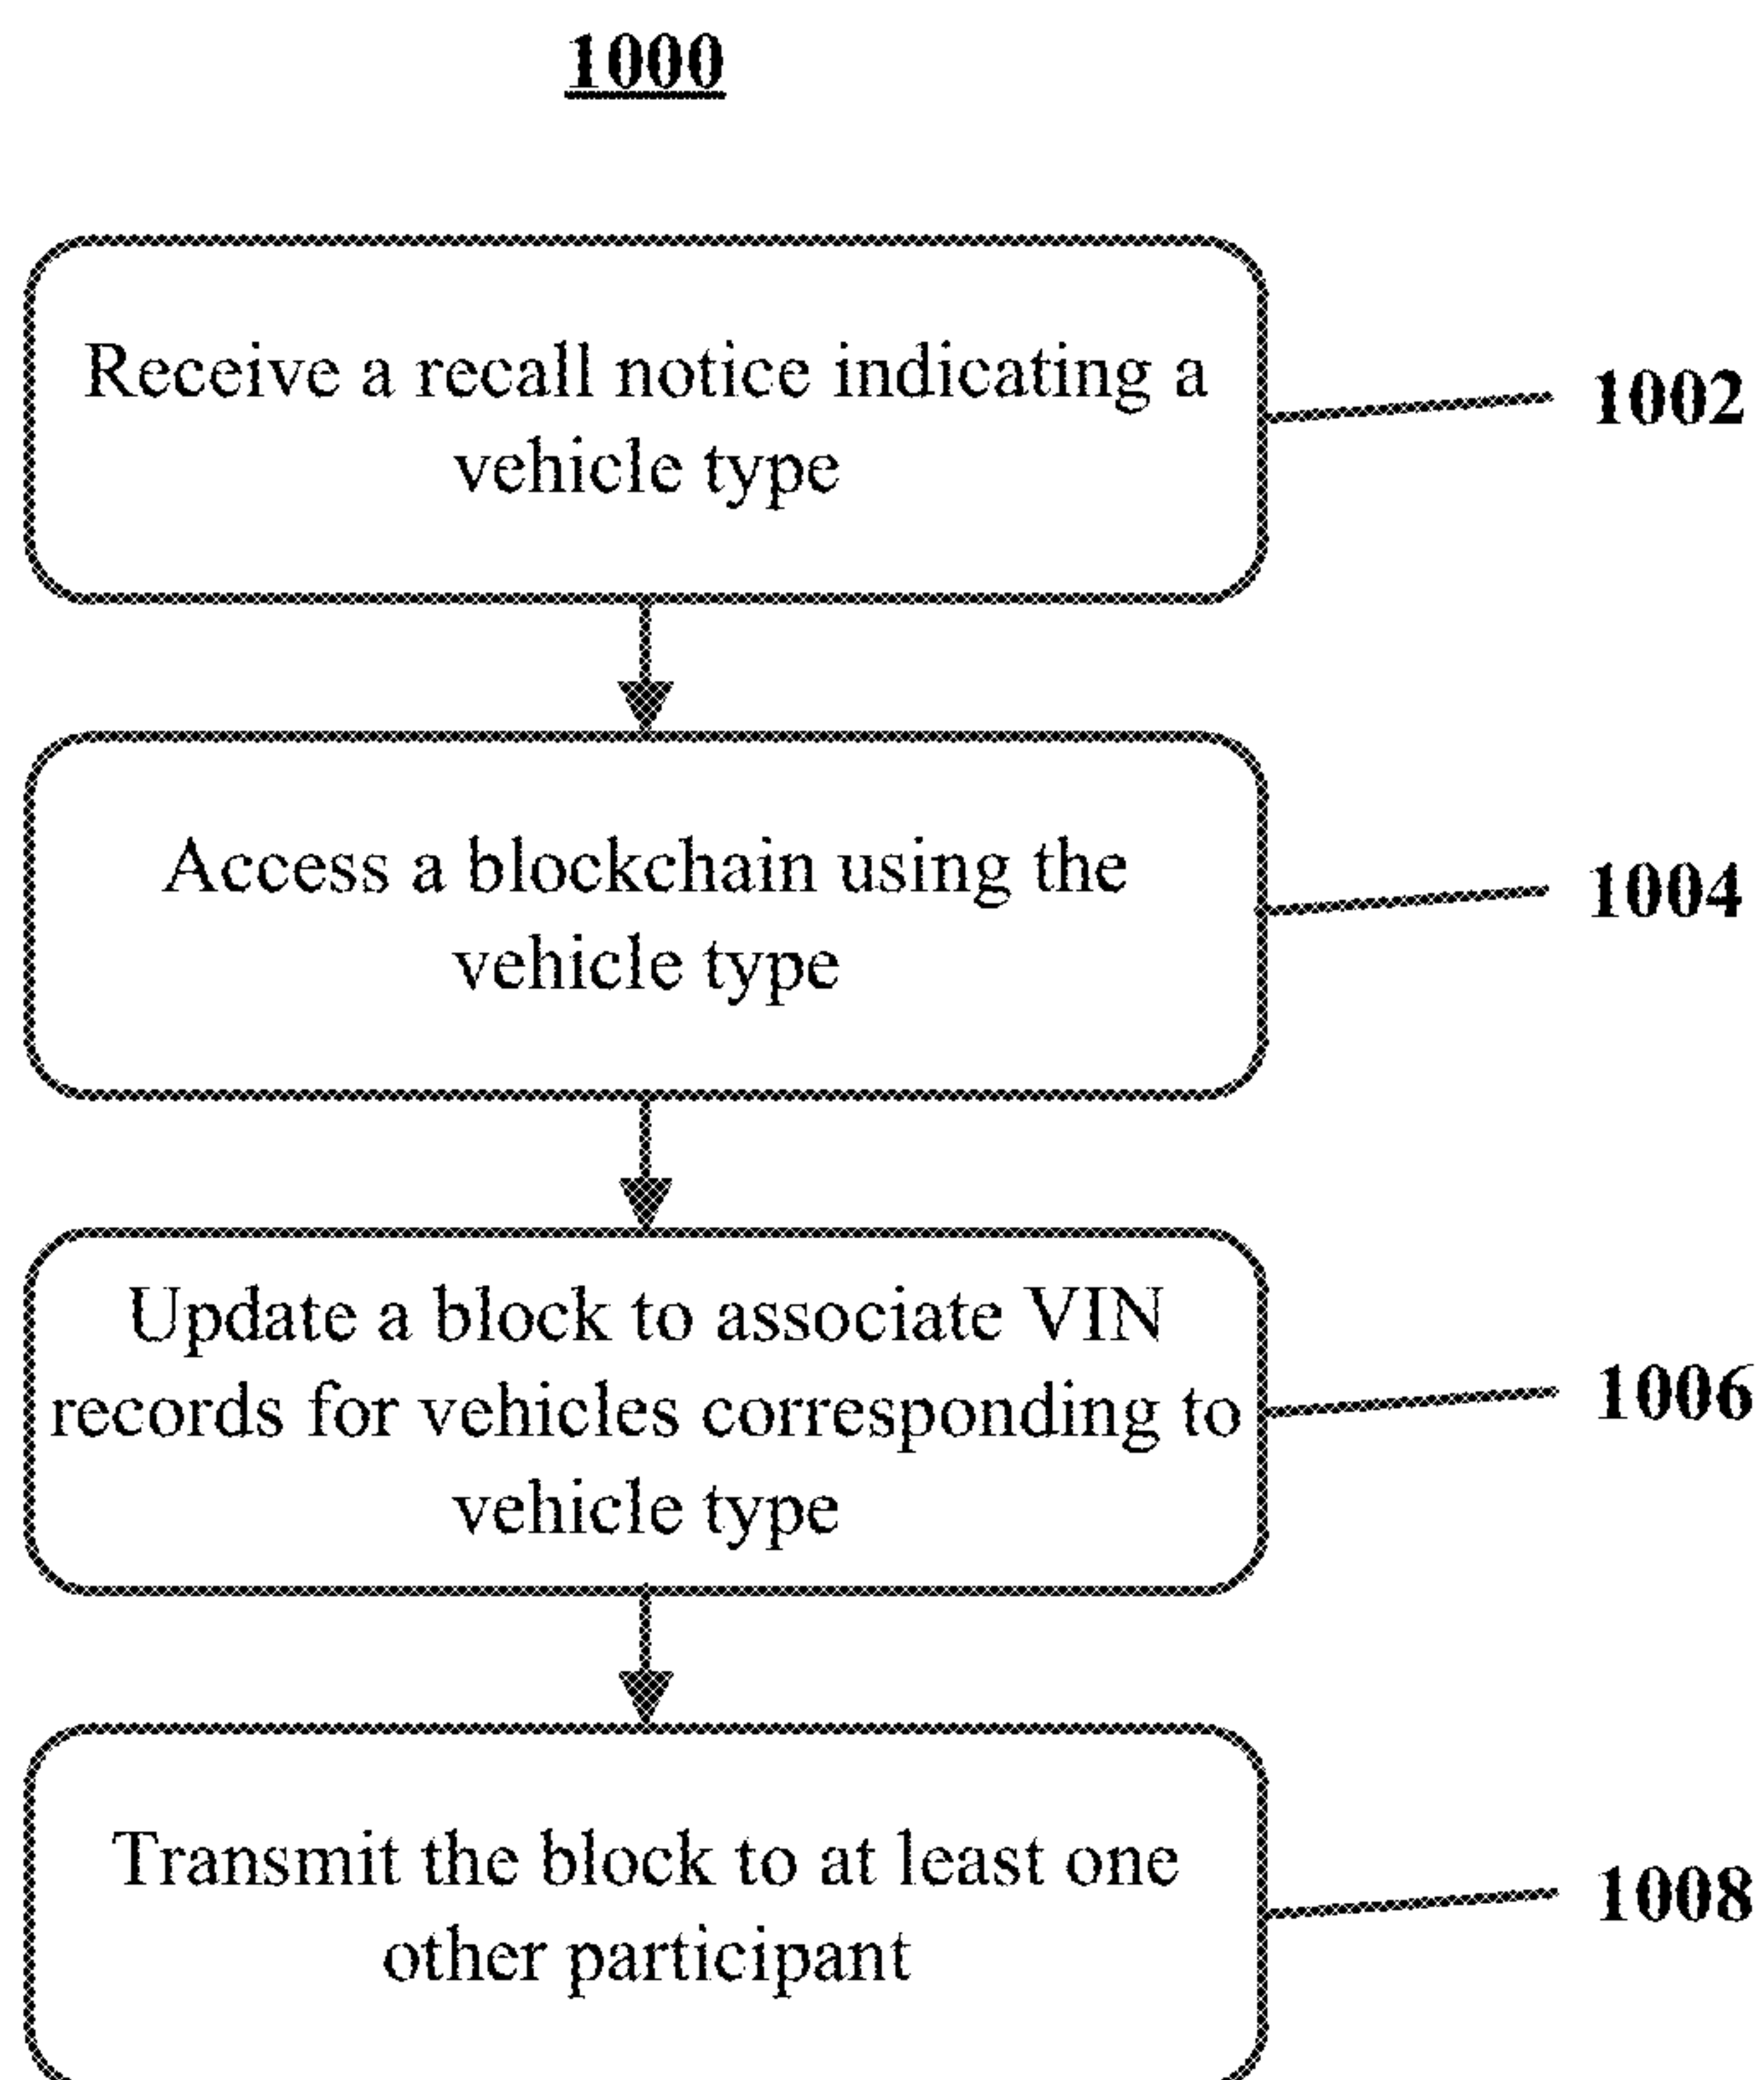 1000
Receive a recall notice indicating a
vehicle type
1002
Access a blockchain using the
vehicle type
1004
Update a block to associate VIN
records for vehicles corresponding to
vehicle type
1006
Transmit the block to at least one
other participant
1008